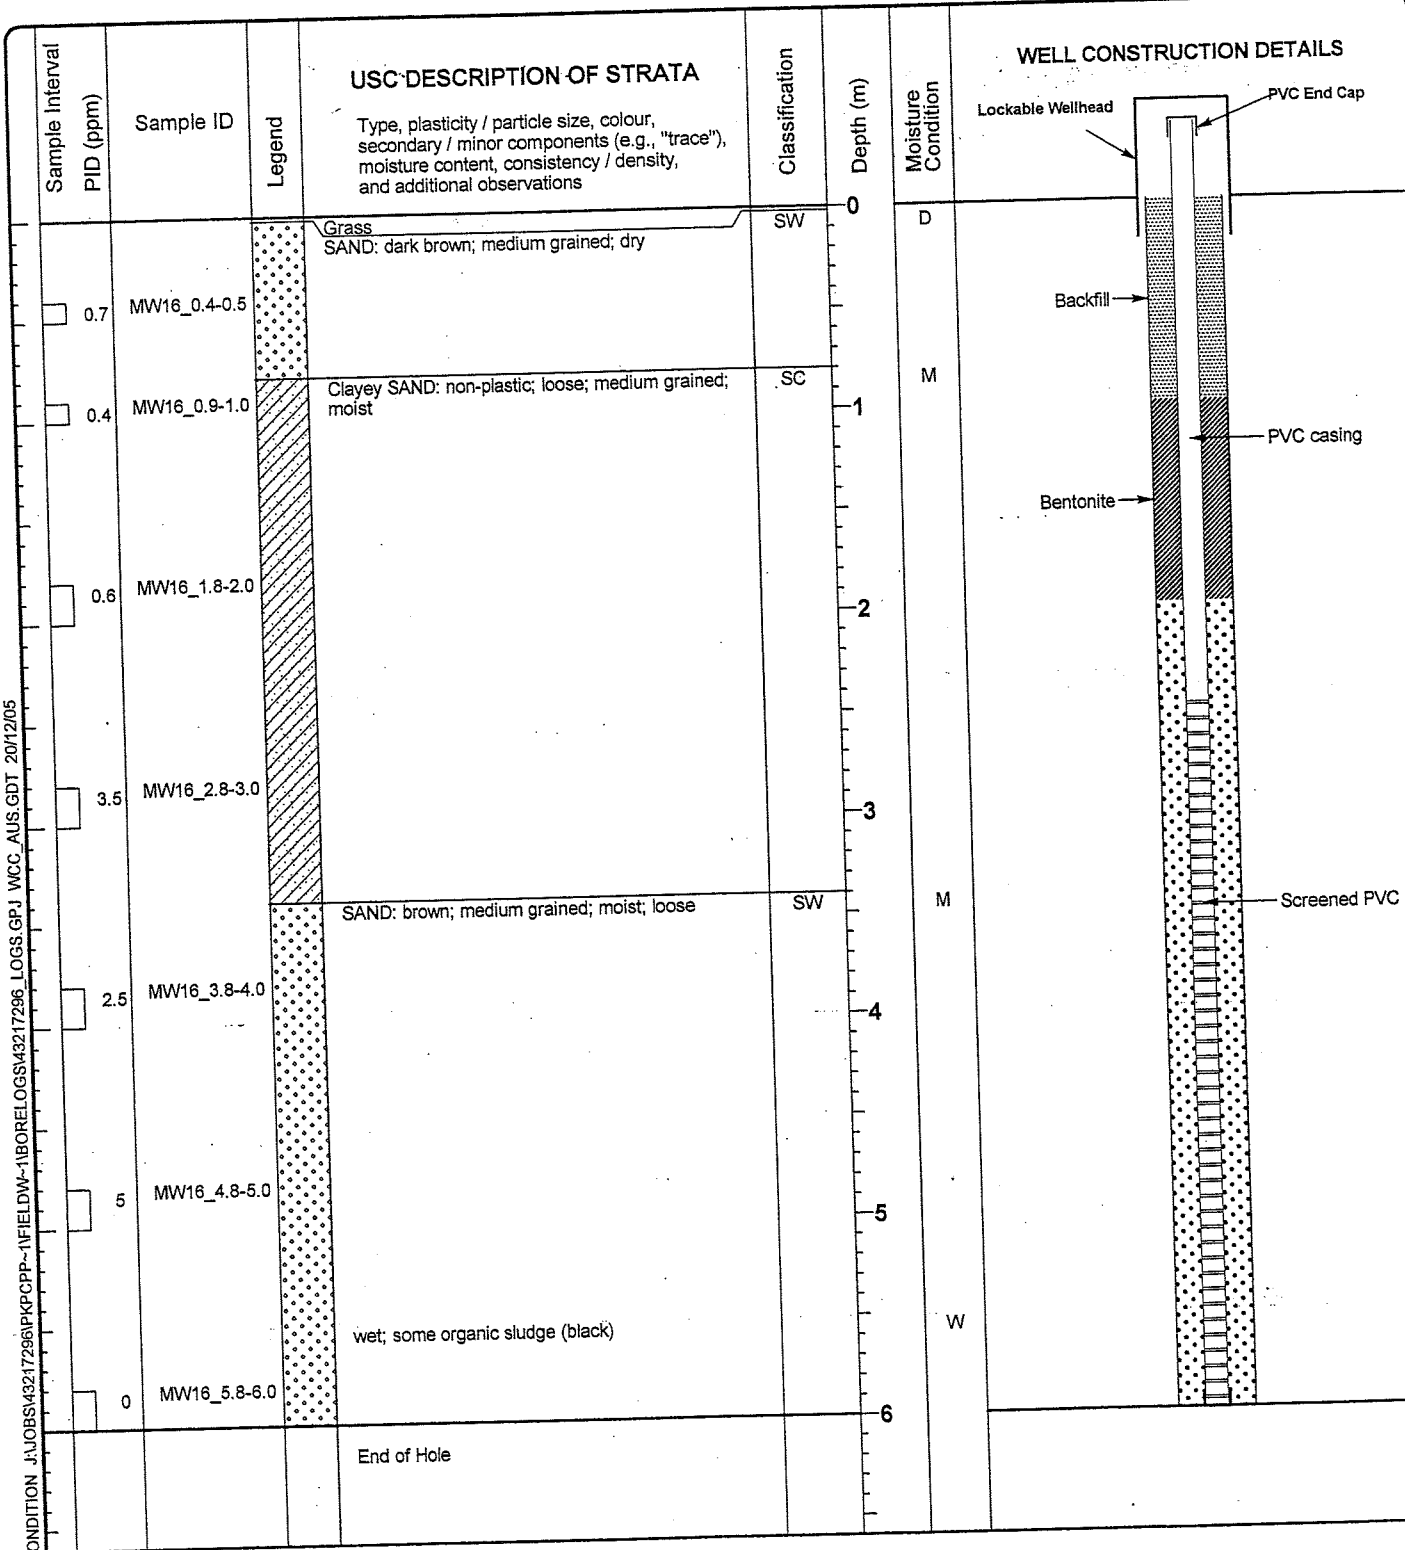 Sample Interval
PID (ppm)
Sample ID
Legend
USC DESCRIPTION OF STRATA
Type, plasticity / particle size, colour,
secondary / minor components (e.g., "trace"),
moisture content, consistency / density,
and additional observations
Classification
Depth (m)
Moisture
Condition
WELL CONSTRUCTION DETAILS
Lockable Wellhead
PVC End Cap
0
Grass
SW
D
SAND: dark brown; medium grained; dry
Backfill
0.7
MW16_0.4-0.5
Clayey SAND: non-plastic; loose; medium grained;
moist
SC
M
0.4
MW16_0.9-1.0
1
PVC casing
Bentonite
0.6
MW16_1.8-2.0
2
3.5
MW16_2.8-3.0
3
SAND: brown; medium grained; moist; loose
SW
M
Screened PVC
2.5
MW16_3.8-4.0
4
5
MW16_4.8-5.0
5
wet; some organic sludge (black)
W
0
MW16_5.8-6.0
6
End of Hole
ONDITION J:\JOBS\43217296\PKPCPP~1\FIELDW~1\BORELOGS\43217296_LOGS.GPJ WCC_AUS.GDT 20/12/05